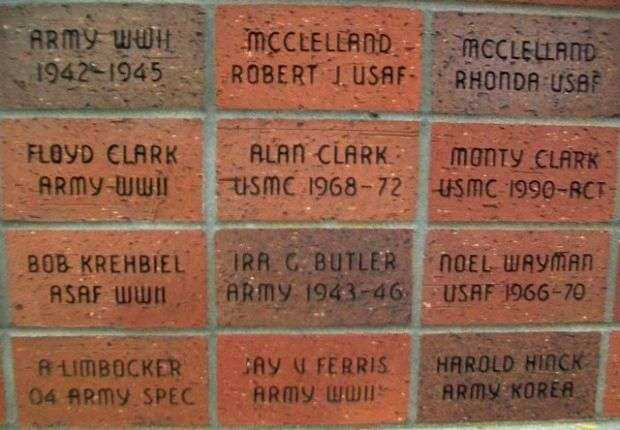 ARMY WWII
1942-1945
MCCLELLAND
ROBERT J USAF
MCCLELLAND
RHONDA USAF
FLOYD CLARK
ARMY WWII
ALAN CLARK
USMC 1968-72
MONTY CLARK
USMC 1990-ACT
BOB KREHBIEL
ASAF WWII
IRA G BUTLER
ARMY 1943-46
NOEL WAYMAN
USAF 1966-70
A LIMBOCKER
04 ARMY SPEC
JAY V FERRIS
ARMY WWII
HAROLD HINCK
ARMY KOREA